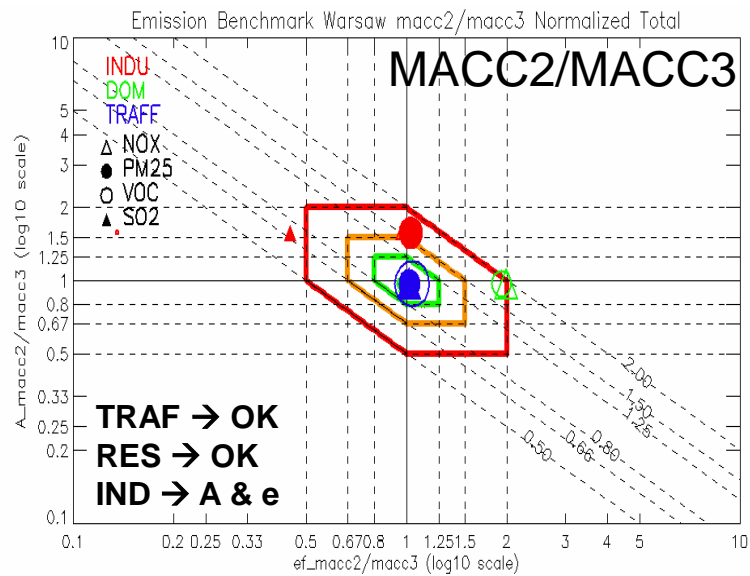 Emission Benchmark Warsaw macc2/macc3 Normalized Total
MACC2/MACC3
INDU
DOM
TRAFF
NOX
PM25
VOC
SO2
A_macc2/macc3 (log10 scale)
10
5
4
3
2
1.5
1.25
1
0.8
0.67
0.5
0.33
0.25
0.2
0.1
2.00
1.50
1.25
0.80
0.66
0.50
TRAF → OK
RES → OK
IND → A & e
0.1 0.2 0.25 0.33 0.5 0.67 0.8 1 1.25 1.5 2 3 4 5 10
ef_macc2/macc3 (log10 scale)